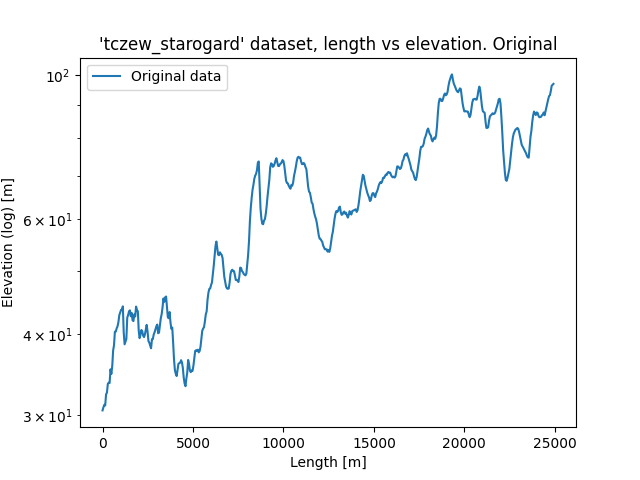 'tczew_starogard' dataset, length vs elevation. Original
Original data
Elevation (log) [m]
10²
6 × 10¹
4 × 10¹
3 × 10¹
0 5000 10000 15000 20000 25000
Length [m]